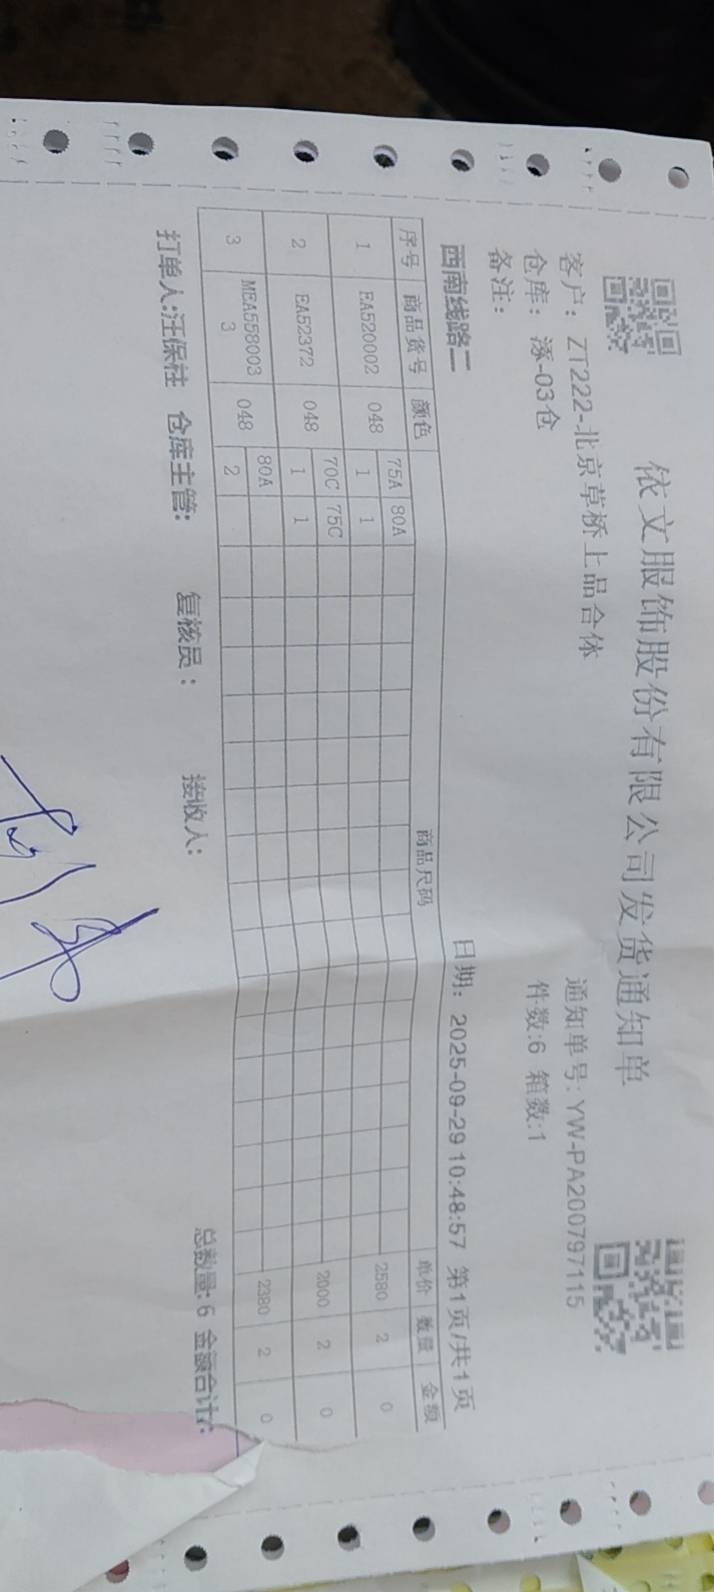 依文服饰股份有限公司发货通知单
客户：ZT222-北京草桥上品合体 通知单号：YW-PA200797115
仓库：涿-03仓 件数:6 箱数:1
备注：
西南线路二 日期：2025-09-29 10:48:57 第1页/共1页
序号 商品货号 颜色 商品尺码 单价 数量 金额
75A 80A
1 EA520002 048 1 1 2580 2 0
70C 75C
2 EA52372 048 1 1 2000 2 0
80A
3 MEA5580033 048 2 2380 2 0
总数量：6 金额合计：
打单人:汪保柱 仓库主管： 复核员： 接收人：